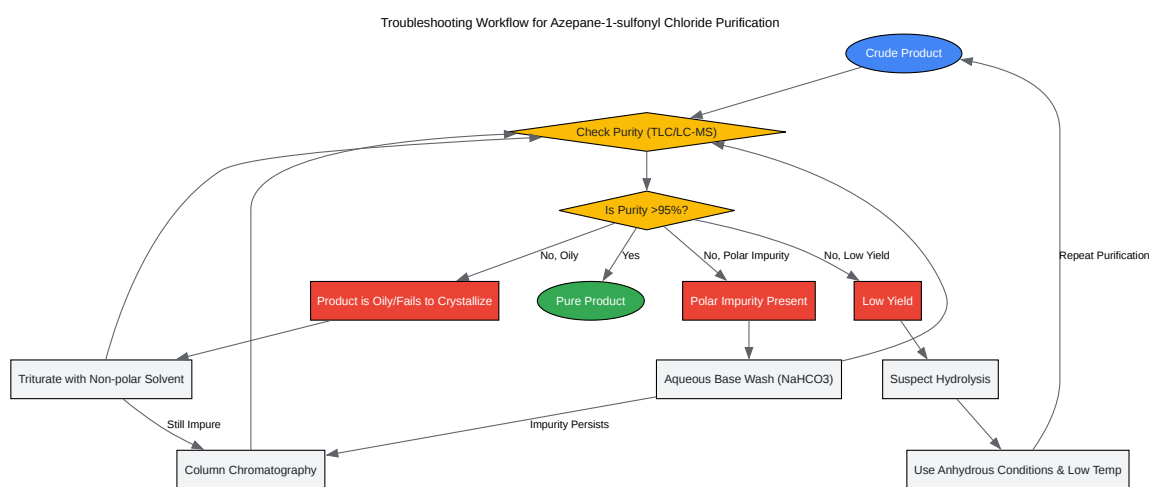 Troubleshooting Workflow for Azepane-1-sulfonyl Chloride Purification
Crude Product
Check Purity (TLC/LC-MS)
Is Purity >95%?
No, Oily
Yes
No, Polar Impurity
No, Low Yield
Repeat Purification
Product is Oily/Fails to Crystallize
Pure Product
Polar Impurity Present
Low Yield
Triturate with Non-polar Solvent
Aqueous Base Wash (NaHCO3)
Suspect Hydrolysis
Still Impure
Impurity Persists
Column Chromatography
Use Anhydrous Conditions & Low Temp